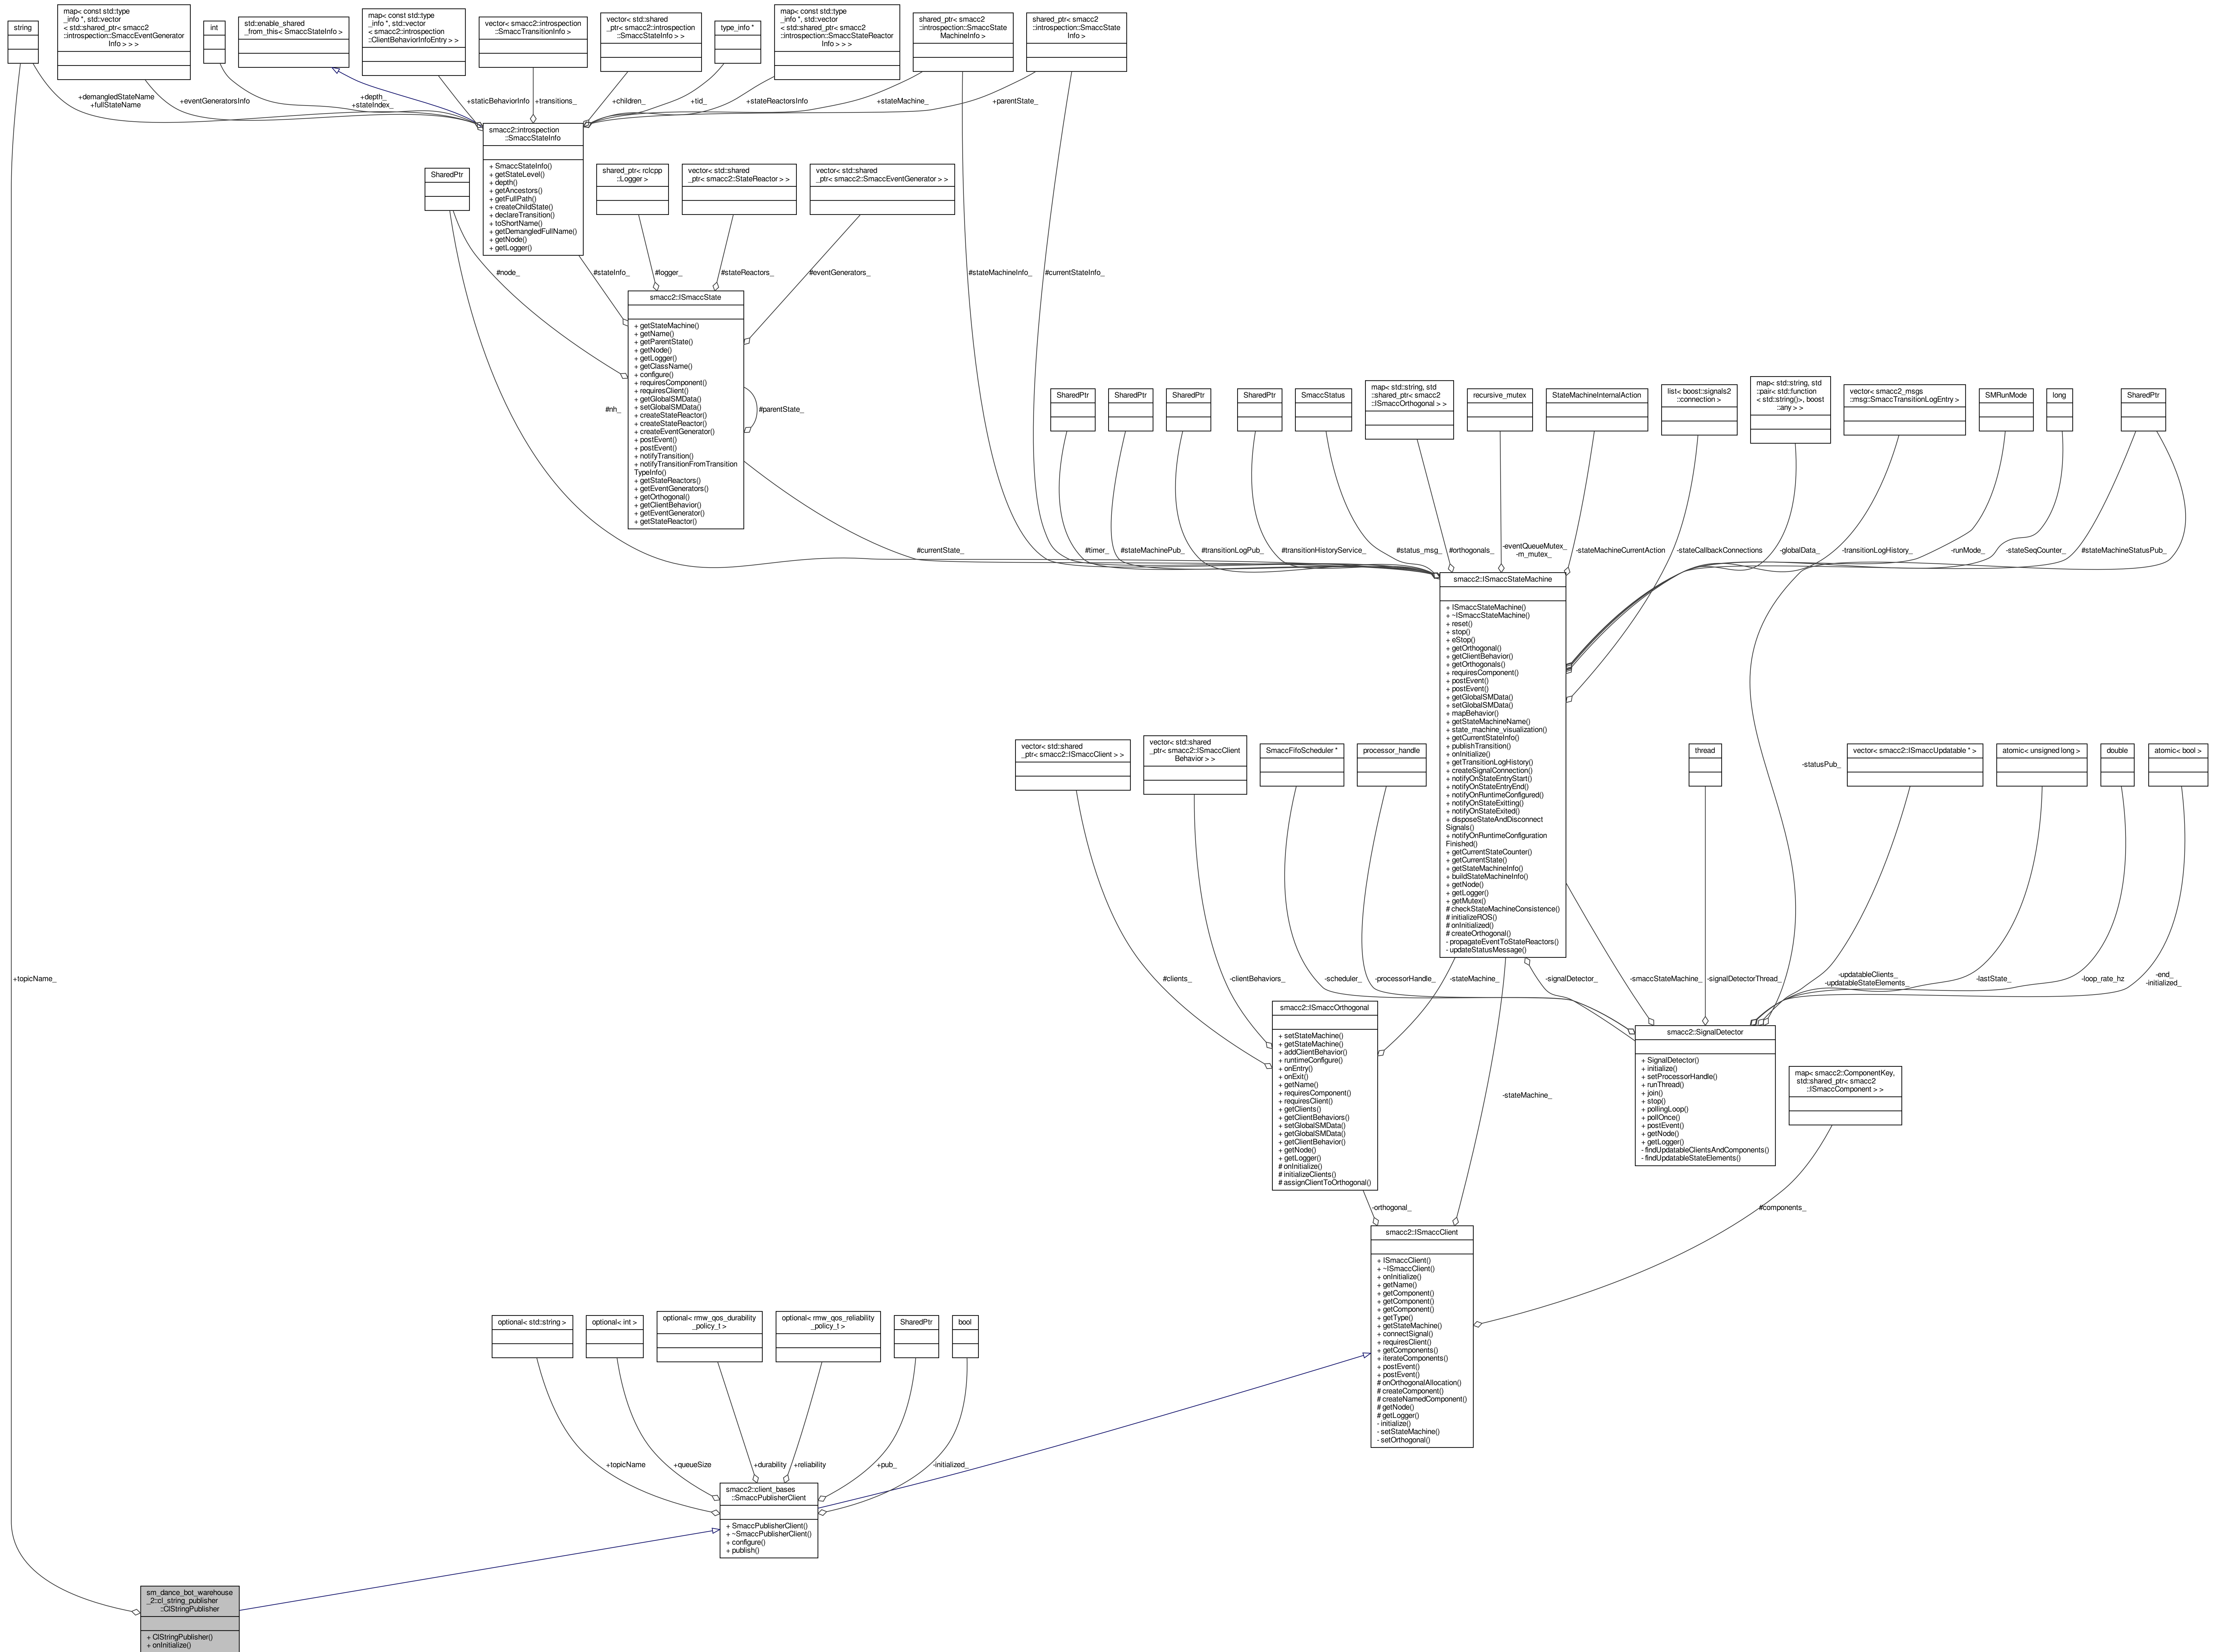 string
map< const std::type
_info *, std::vector
< std::shared_ptr< smacc2
::introspection::SmaccEventGenerator
Info > > >
int
std::enable_shared
_from_this< SmaccStateInfo >
map< const std::type
_info *, std::vector
< smacc2::introspection
::ClientBehaviorInfoEntry > >
vector< smacc2::introspection
::SmaccTransitionInfo >
vector< std::shared
_ptr< smacc2::introspection
::SmaccStateInfo > >
type_info *
map< const std::type
_info *, std::vector
< std::shared_ptr< smacc2
::introspection::SmaccStateReactor
Info > > >
shared_ptr< smacc2
::introspection::SmaccState
MachineInfo >
shared_ptr< smacc2
::introspection::SmaccState
Info >
+demangledStateName
+fullStateName
+eventGeneratorsInfo
+depth_
+stateIndex_
+staticBehaviorInfo
+transitions_
+children_
+tid_
+stateReactorsInfo
+stateMachine_
+parentState_
smacc2::introspection
::SmaccStateInfo
+ SmaccStateInfo()
+ getStateLevel()
+ depth()
+ getAncestors()
+ getFullPath()
+ createChildState()
+ declareTransition()
+ toShortName()
+ getDemangledFullName()
+ getNode()
+ getLogger()
SharedPtr
shared_ptr< rclcpp
::Logger >
vector< std::shared
_ptr< smacc2::StateReactor > >
vector< std::shared
_ptr< smacc2::SmaccEventGenerator > >
#node_
#stateInfo_
#logger_
#stateReactors_
#eventGenerators_
#stateMachineInfo_
#currentStateInfo_
smacc2::ISmaccState
+ getStateMachine()
+ getName()
+ getParentState()
+ getNode()
+ getLogger()
+ getClassName()
+ configure()
+ requiresComponent()
+ requiresClient()
+ getGlobalSMData()
+ setGlobalSMData()
+ createStateReactor()
+ createStateReactor()
+ createEventGenerator()
+ postEvent()
+ postEvent()
+ notifyTransition()
+ notifyTransitionFromTransition
TypeInfo()
+ getStateReactors()
+ getEventGenerators()
+ getOrthogonal()
+ getClientBehavior()
+ getEventGenerator()
+ getStateReactor()
#nh_
#parentState_
SharedPtr
SharedPtr
SharedPtr
SharedPtr
SmaccStatus
map< std::string, std
::shared_ptr< smacc2
::ISmaccOrthogonal > >
recursive_mutex
StateMachineInternalAction
list< boost::signals2
::connection >
map< std::string, std
::pair< std::function
< std::string()>, boost
::any > >
vector< smacc2_msgs
::msg::SmaccTransitionLogEntry >
SMRunMode
long
SharedPtr
#currentState_
#timer_
#stateMachinePub_
#transitionLogPub_
#transitionHistoryService_
#status_msg_
#orthogonals_
-eventQueueMutex_
-m_mutex_
-stateMachineCurrentAction
-stateCallbackConnections
-globalData_
-transitionLogHistory_
-runMode_
-stateSeqCounter_
#stateMachineStatusPub_
smacc2::ISmaccStateMachine
+ ISmaccStateMachine()
+ ~ISmaccStateMachine()
+ reset()
+ stop()
+ eStop()
+ getOrthogonal()
+ getClientBehavior()
+ getOrthogonals()
+ requiresComponent()
+ postEvent()
+ postEvent()
+ getGlobalSMData()
+ setGlobalSMData()
+ mapBehavior()
+ getStateMachineName()
+ state_machine_visualization()
+ getCurrentStateInfo()
+ publishTransition()
+ onInitialize()
+ getTransitionLogHistory()
+ createSignalConnection()
+ notifyOnStateEntryStart()
+ notifyOnStateEntryEnd()
+ notifyOnRuntimeConfigured()
+ notifyOnStateExitting()
+ notifyOnStateExited()
+ disposeStateAndDisconnect
Signals()
+ notifyOnRuntimeConfiguration
Finished()
+ getCurrentStateCounter()
+ getCurrentState()
+ getStateMachineInfo()
+ buildStateMachineInfo()
+ getNode()
+ getLogger()
+ getMutex()
# checkStateMachineConsistence()
# initializeROS()
# onInitialized()
# createOrthogonal()
- propagateEventToStateReactors()
- updateStatusMessage()
vector< std::shared
_ptr< smacc2::ISmaccClient > >
vector< std::shared
_ptr< smacc2::ISmaccClient
Behavior > >
SmaccFifoScheduler *
processor_handle
thread
-statusPub_
vector< smacc2::ISmaccUpdatable * >
atomic< unsigned long >
double
atomic< bool >
+topicName_
#clients_
-clientBehaviors_
-scheduler_
-processorHandle_
-stateMachine_
-signalDetector_
-smaccStateMachine_
-signalDetectorThread_
-updatableClients_
-updatableStateElements_
-lastState_
-loop_rate_hz
-end_
-initialized_
smacc2::ISmaccOrthogonal
+ setStateMachine()
+ getStateMachine()
+ addClientBehavior()
+ runtimeConfigure()
+ onEntry()
+ onExit()
+ getName()
+ requiresComponent()
+ requiresClient()
+ getClients()
+ getClientBehaviors()
+ setGlobalSMData()
+ getGlobalSMData()
+ getClientBehavior()
+ getNode()
+ getLogger()
# onInitialize()
# initializeClients()
# assignClientToOrthogonal()
smacc2::SignalDetector
+ SignalDetector()
+ initialize()
+ setProcessorHandle()
+ runThread()
+ join()
+ stop()
+ pollingLoop()
+ pollOnce()
+ postEvent()
+ getNode()
+ getLogger()
- findUpdatableClientsAndComponents()
- findUpdatableStateElements()
map< smacc2::ComponentKey,
std::shared_ptr< smacc2
::ISmaccComponent > >
-stateMachine_
-orthogonal_
#components_
smacc2::ISmaccClient
+ ISmaccClient()
+ ~ISmaccClient()
+ onInitialize()
+ getName()
+ getComponent()
+ getComponent()
+ getComponent()
+ getType()
+ getStateMachine()
+ connectSignal()
+ requiresClient()
+ getComponents()
+ iterateComponents()
+ postEvent()
+ postEvent()
# onOrthogonalAllocation()
# createComponent()
# createNamedComponent()
# getNode()
# getLogger()
- initialize()
- setStateMachine()
- setOrthogonal()
optional< std::string >
optional< int >
optional< rmw_qos_durability
_policy_t >
optional< rmw_qos_reliability
_policy_t >
SharedPtr
bool
+topicName
+queueSize
+durability
+reliability
+pub_
-initialized_
smacc2::client_bases
::SmaccPublisherClient
+ SmaccPublisherClient()
+ ~SmaccPublisherClient()
+ configure()
+ publish()
sm_dance_bot_warehouse
_2::cl_string_publisher
::ClStringPublisher
+ ClStringPublisher()
+ onInitialize()